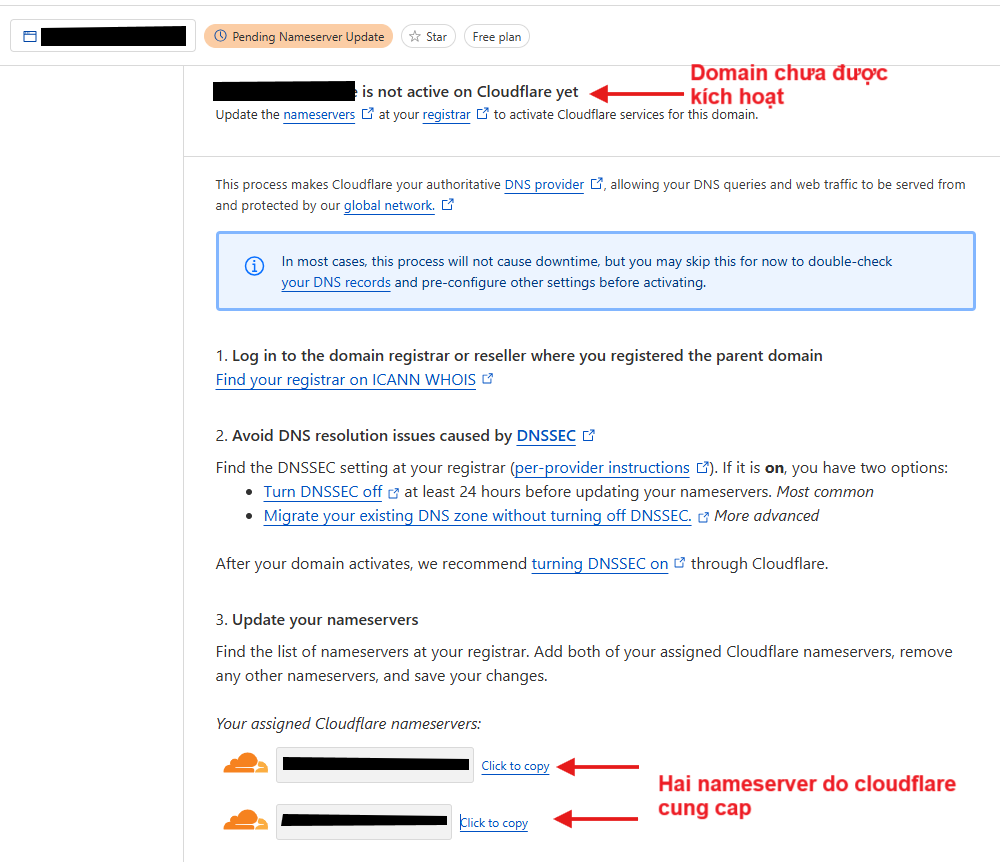 Pending Nameserver Update Star Free plan
is not active on Cloudflare yet
Domain chưa được
kích hoạt
Update the nameservers at your registrar to activate Cloudflare services for this domain.
This process makes Cloudflare your authoritative DNS provider, allowing your DNS queries and web traffic to be served from
and protected by our global network.
In most cases, this process will not cause downtime, but you may skip this for now to double-check
your DNS records and pre-configure other settings before activating.
1. Log in to the domain registrar or reseller where you registered the parent domain
Find your registrar on ICANN WHOIS
2. Avoid DNS resolution issues caused by DNSSEC
Find the DNSSEC setting at your registrar (per-provider instructions). If it is on, you have two options:
• Turn DNSSEC off at least 24 hours before updating your nameservers. Most common
• Migrate your existing DNS zone without turning off DNSSEC. More advanced
After your domain activates, we recommend turning DNSSEC on through Cloudflare.
3. Update your nameservers
Find the list of nameservers at your registrar. Add both of your assigned Cloudflare nameservers, remove
any other nameservers, and save your changes.
Your assigned Cloudflare nameservers:
Click to copy
Hai nameserver do cloudflare
cung cap
Click to copy